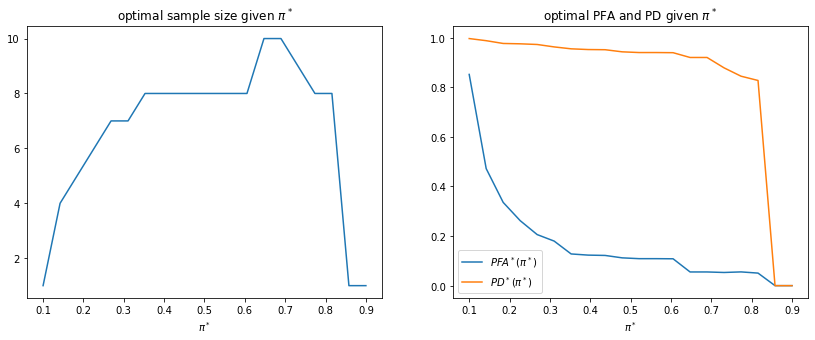 optimal sample size given π*
10
8
6
4
2
0.1 0.2 0.3 0.4 0.5 0.6 0.7 0.8 0.9
π*
optimal PFA and PD given π*
1.0
0.8
0.6
0.4
0.2
0.0
PFA*(π*)
PD*(π*)
0.1 0.2 0.3 0.4 0.5 0.6 0.7 0.8 0.9
π*